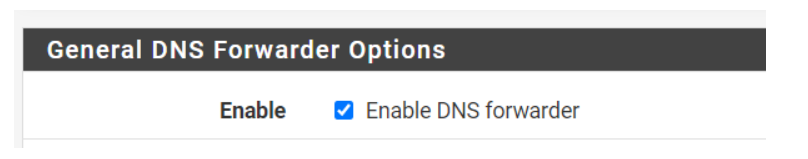 General DNS Forwarder Options
Enable Enable DNS forwarder